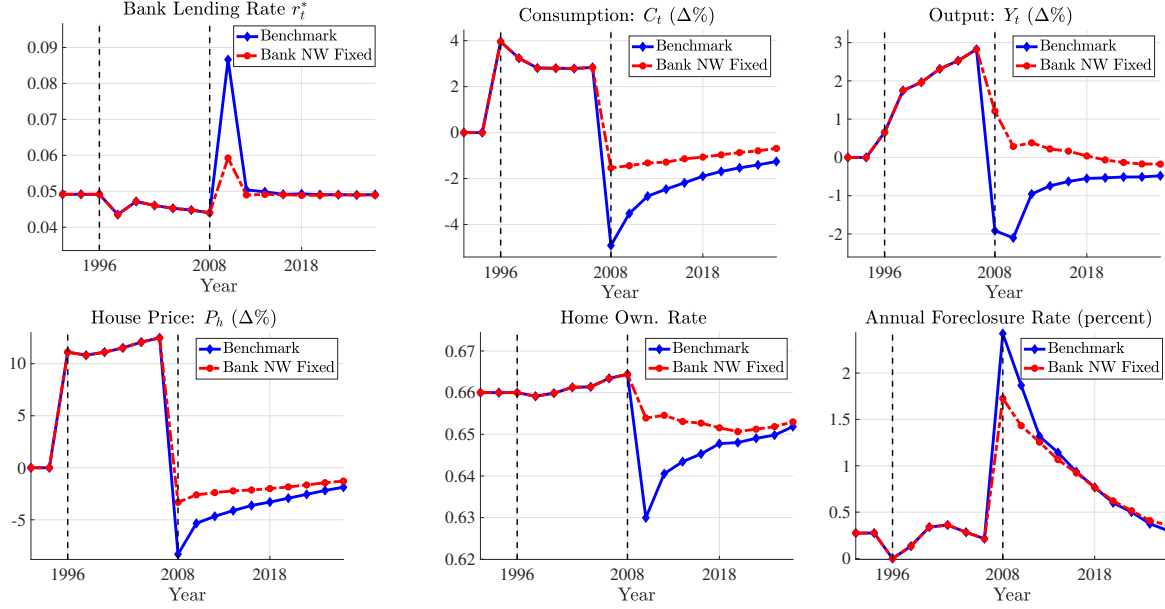 Bank Lending Rate $r_t^*$
Benchmark
Bank NW Fixed
0.09
0.08
0.07
0.06
0.05
0.04
1996
2008
2018
Year
Consumption: $C_t$ (Δ%)
Benchmark
Bank NW Fixed
4
2
0
-2
-4
1996
2008
2018
Year
Output: $Y_t$ (Δ%)
Benchmark
Bank NW Fixed
3
2
1
0
-1
-2
1996
2008
2018
Year
House Price: $P_h$ (Δ%)
Benchmark
Bank NW Fixed
10
5
0
-5
1996
2008
2018
Year
Home Own. Rate
Benchmark
Bank NW Fixed
0.67
0.66
0.65
0.64
0.63
0.62
1996
2008
2018
Year
Annual Foreclosure Rate (percent)
Benchmark
Bank NW Fixed
2
1.5
1
0.5
0
1996
2008
2018
Year